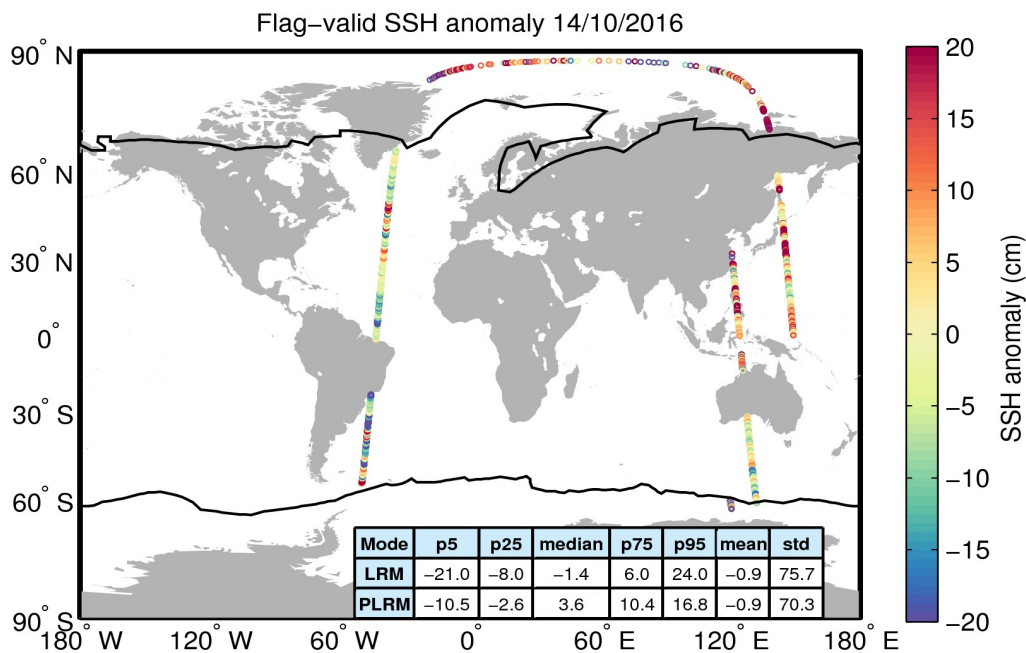 Flag−valid SSH anomaly 14/10/2016
90° N
60° N
30° N
0°
30° S
60° S
90° S
180° W
120° W
60° W
0°
60° E
120° E
180° E
Mode p5 p25 median p75 p95 mean std
LRM −21.0 −8.0 −1.4 6.0 24.0 −0.9 75.7
PLRM −10.5 −2.6 3.6 10.4 16.8 −0.9 70.3
20
15
10
5
0
−5
−10
−15
−20
SSH anomaly (cm)